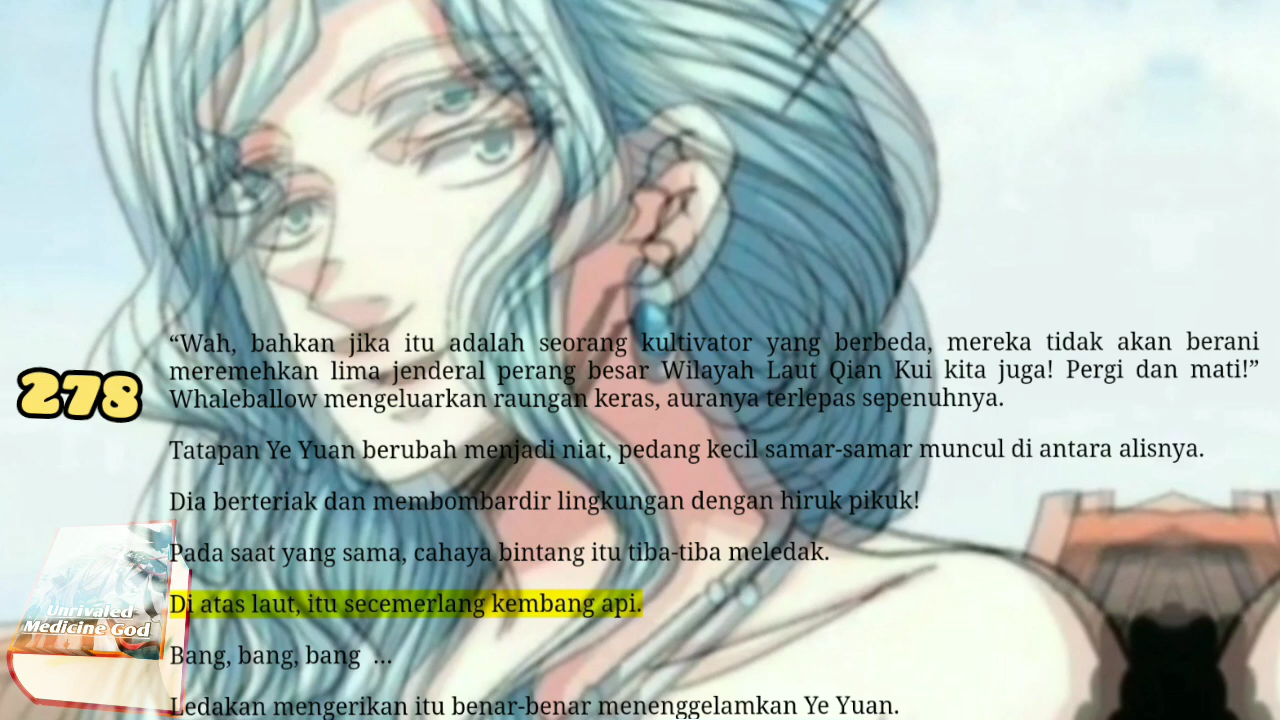 “Wah, bahkan jika itu adalah seorang kultivator yang berbeda, mereka tidak akan berani
meremehkan lima jenderal perang besar Wilayah Laut Qian Kui kita juga! Pergi dan mati!”
Whaleballow mengeluarkan raungan keras, auranya terlepas sepenuhnya.
278
Tatapan Ye Yuan berubah menjadi niat, pedang kecil samar-samar muncul di antara alisnya.
Dia berteriak dan membombardir lingkungan dengan hiruk pikuk!
Pada saat yang sama, cahaya bintang itu tiba-tiba meledak.
Di atas laut, itu secemerlang kembang api.
Unrivaled
Medicine God
Bang, bang, bang …
Ledakan mengerikan itu benar-benar menenggelamkan Ye Yuan.